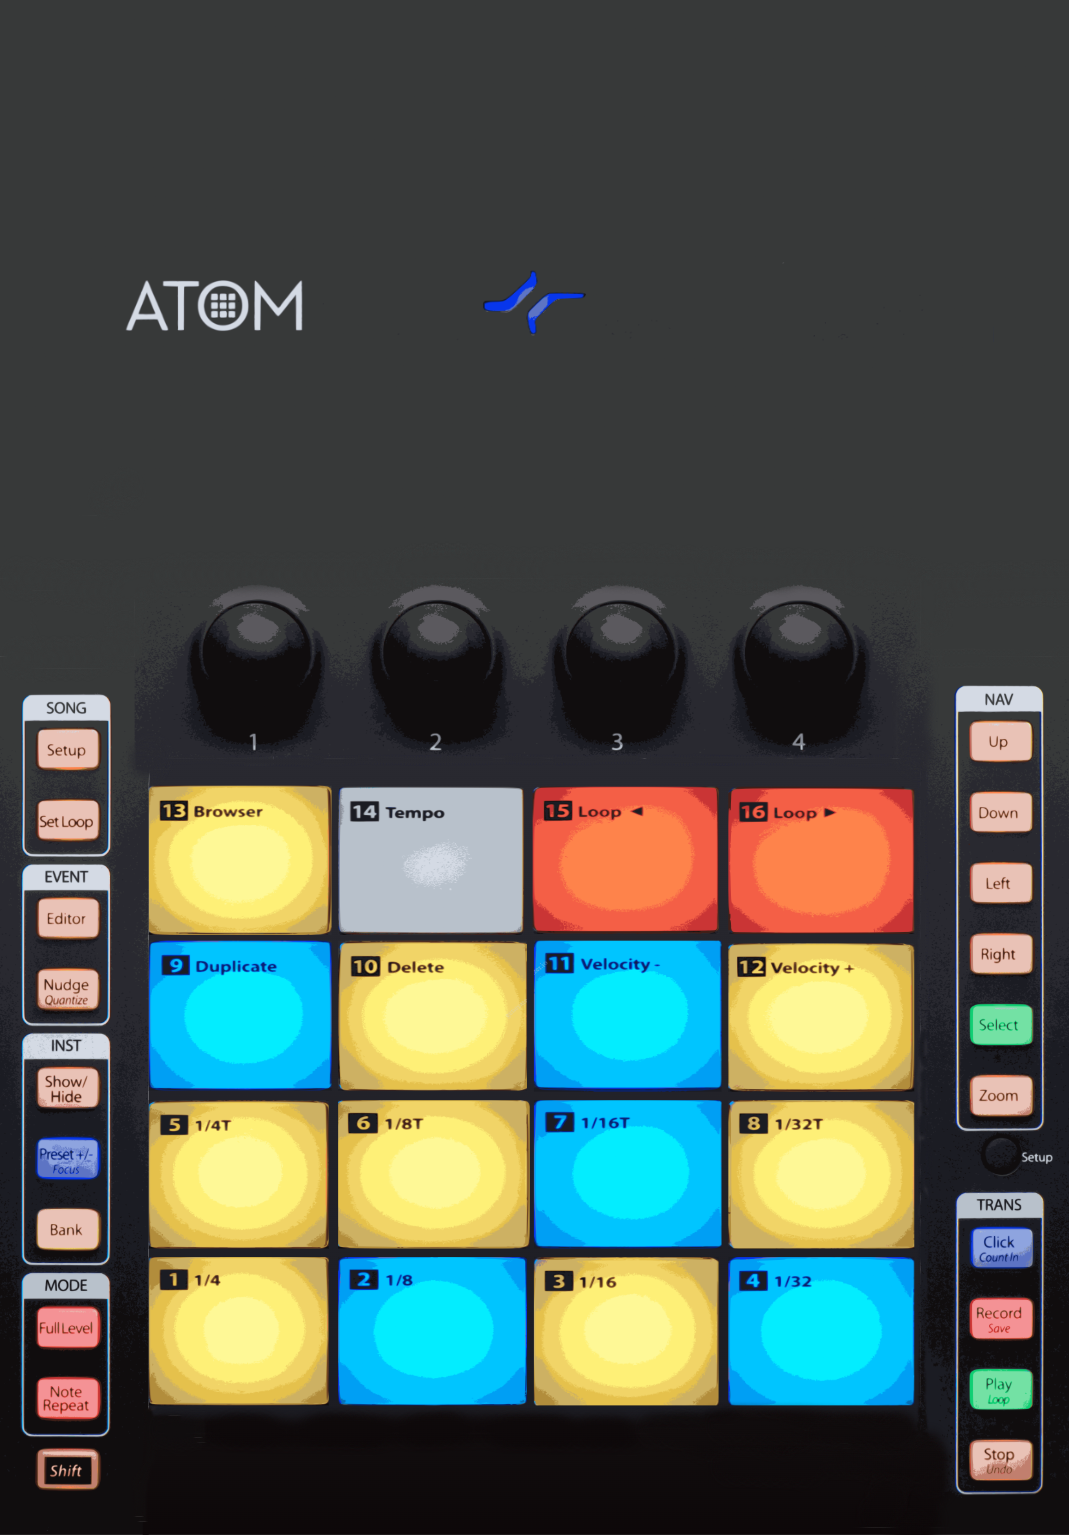 ATOM
1 2 3 4
SONG
Setup
Set Loop
EVENT
Editor
Nudge
Quantize
INST
Show/
Hide
Preset +/-
Focus
Bank
MODE
Full Level
Note
Repeat
Shift
13 Browser
14 Tempo
15 Loop ◄
16 Loop ►
9 Duplicate
10 Delete
11 Velocity -
12 Velocity +
5 1/4T
6 1/8T
7 1/16T
8 1/32T
1 1/4
2 1/8
3 1/16
4 1/32
NAV
Up
Down
Left
Right
Select
Zoom
Setup
TRANS
Click
Count In
Record
Save
Play
Loop
Stop
Undo